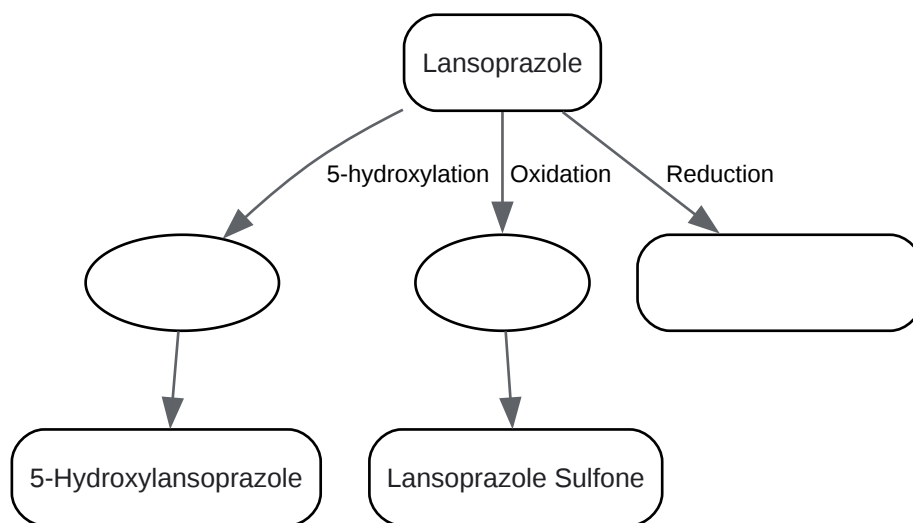 Lansoprazole
5-hydroxylation
Oxidation
Reduction
5-Hydroxylansoprazole
Lansoprazole Sulfone